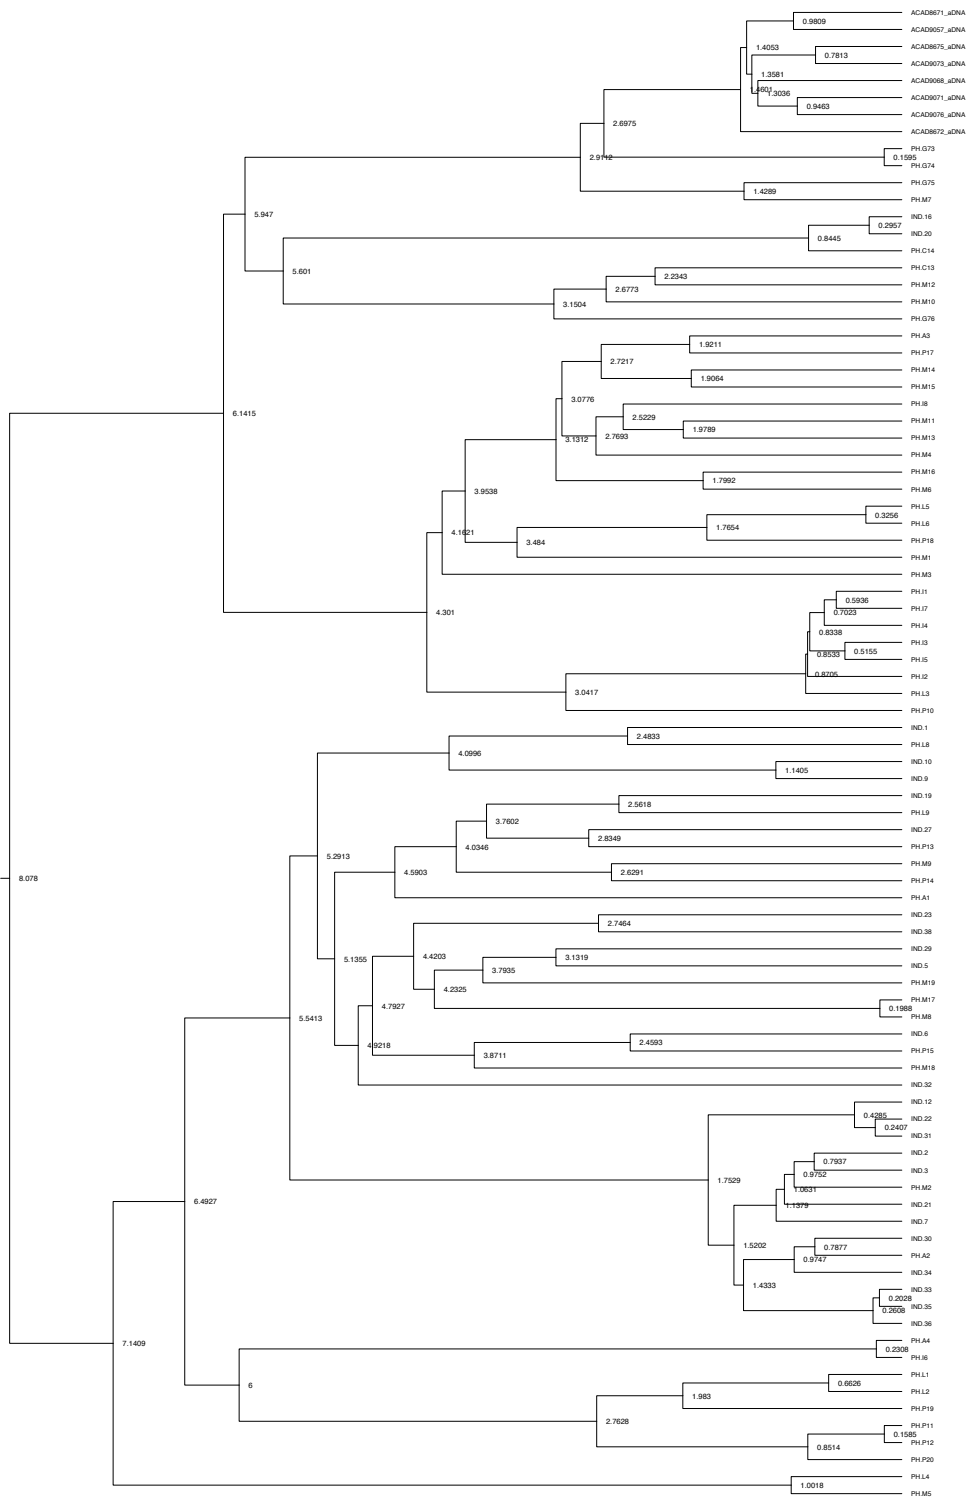 ACAD8671_aDNA
0.9809
ACAD9057_aDNA
1.4053
ACAD8675_aDNA
0.7813
ACAD9073_aDNA
1.3581
ACAD9068_aDNA
1.4601
1.3036
ACAD9071_aDNA
0.9463
ACAD9076_aDNA
2.6975
ACAD8672_aDNA
PH.G73
2.9112
0.1595
PH.G74
PH.G75
1.4289
PH.M7
5.947
IND.16
0.2957
IND.20
0.8445
PH.C14
5.601
PH.C13
2.2343
PH.M12
2.6773
PH.M10
3.1504
PH.G76
PH.A3
1.9211
PH.P17
2.7217
PH.M14
1.9064
PH.M15
3.0776
PH.I8
6.1415
2.5229
PH.M11
1.9789
3.1312
2.7693
PH.M13
PH.M4
PH.M16
1.7992
PH.M6
3.9538
PH.L5
0.3256
PH.L6
1.7654
4.1621
PH.P18
3.484
PH.M1
PH.M3
PH.I1
0.5936
PH.I7
4.301
0.7023
PH.I4
0.8338
PH.I3
0.8533
0.5155
PH.I5
0.8705
PH.I2
3.0417
PH.L3
PH.P10
IND.1
2.4833
PH.L8
4.0996
IND.10
1.1405
IND.9
IND.19
2.5618
PH.L9
3.7602
IND.27
2.8349
PH.P13
4.0346
5.2913
PH.M9
4.5903
2.6291
PH.P14
8.078
PH.A1
IND.23
2.7464
IND.38
IND.29
4.4203
3.1319
5.1355
IND.5
3.7935
PH.M19
4.2325
PH.M17
4.7927
0.1988
PH.M8
5.5413
IND.6
2.4593
4.9218
PH.P15
3.8711
PH.M18
IND.32
IND.12
0.4285
IND.22
0.2407
IND.31
IND.2
0.7937
IND.3
0.9752
1.7529
PH.M2
1.0631
6.4927
IND.21
1.1379
IND.7
IND.30
1.5202
0.7877
PH.A2
0.9747
IND.34
1.4333
IND.33
0.2028
IND.35
0.2608
IND.36
PH.A4
7.1409
0.2308
PH.I6
PH.L1
6
0.6626
PH.L2
1.983
PH.P19
2.7628
PH.P11
0.1585
PH.P12
0.8514
PH.P20
PH.L4
1.0018
PH.M5